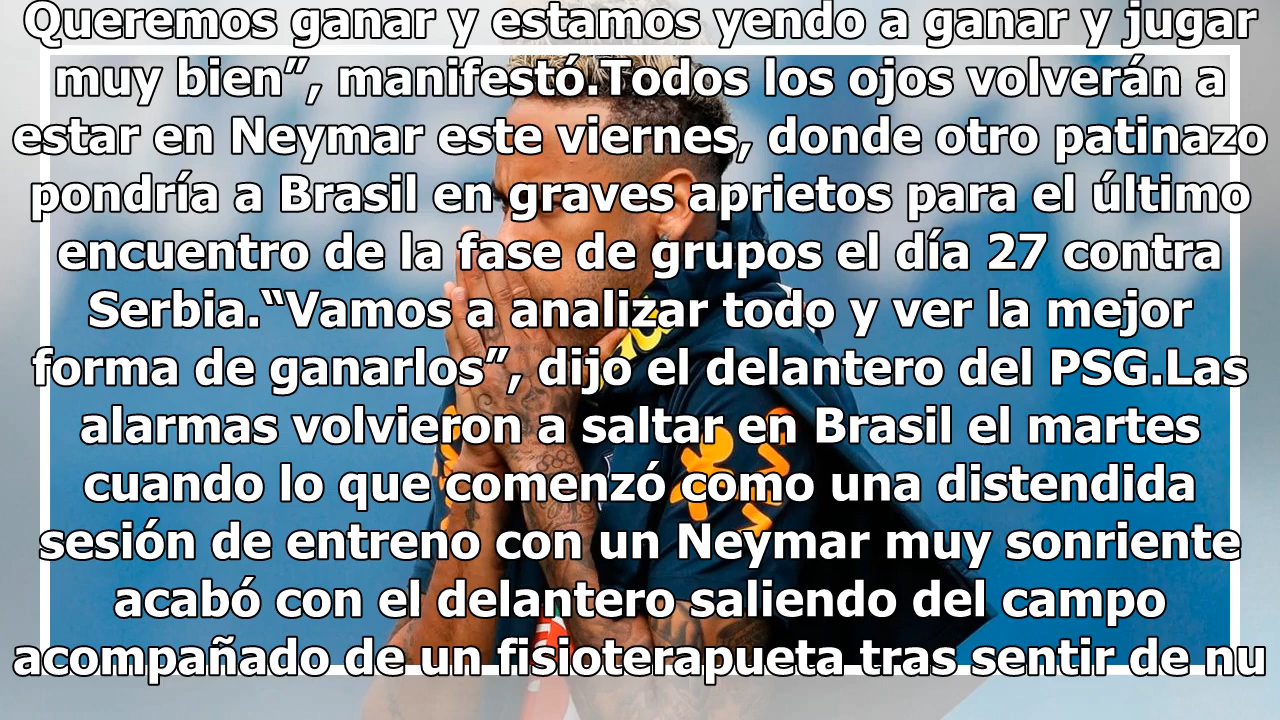 Queremos ganar y estamos yendo a ganar y jugar
muy bien”, manifestó.Todos los ojos volverán a
estar en Neymar este viernes, donde otro patinazo
pondría a Brasil en graves aprietos para el último
encuentro de la fase de grupos el día 27 contra
Serbia.“Vamos a analizar todo y ver la mejor
forma de ganarlos”, dijo el delantero del PSG.Las
alarmas volvieron a saltar en Brasil el martes
cuando lo que comenzó como una distendida
sesión de entreno con un Neymar muy sonriente
acabó con el delantero saliendo del campo
acompañado de un fisioterapueta tras sentir de nu